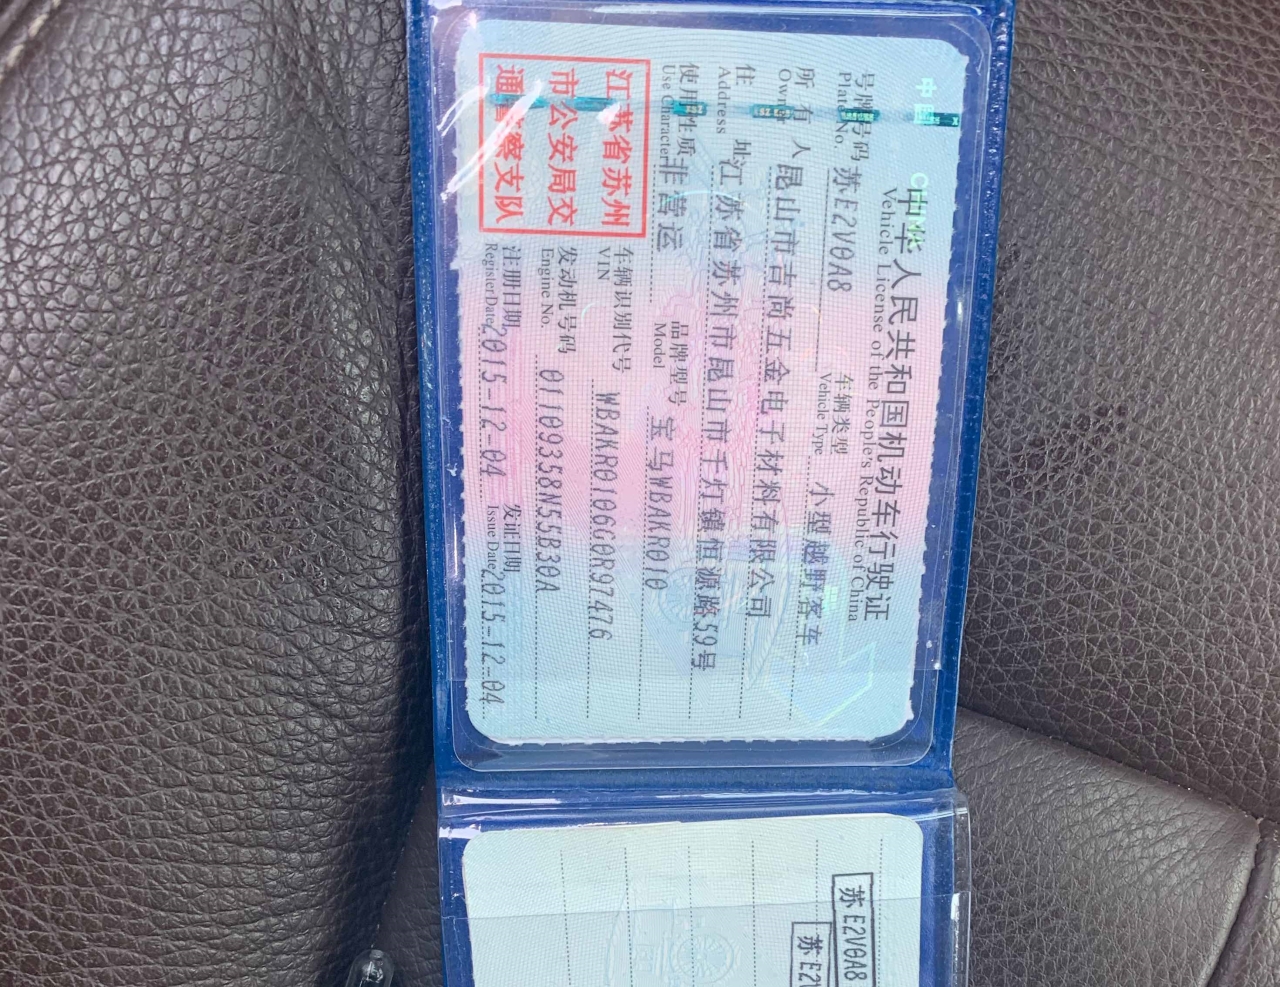 中华人民共和国机动车行驶证
Vehicle License of the People's Republic of China
号牌号码 苏E2V0A8 车辆类型 小型越野客车
Plate No. Vehicle Type
所有人 昆山市吉尚五金电子材料有限公司
Owner
住址 江苏省苏州市昆山市千灯镇恒源路59号
Address
使用性质 非营运 品牌型号 宝马WBAKR010
Use Character Model
江苏省苏州
市公安局交
通警察支队
车辆识别代号 WBAKR0106G0R97476
VIN
发动机号码 01109358N55B30A
Engine No.
注册日期 2015-12-04 发证日期 2015-12-04
Register Date Issue Date
苏E2V0A8
苏E2